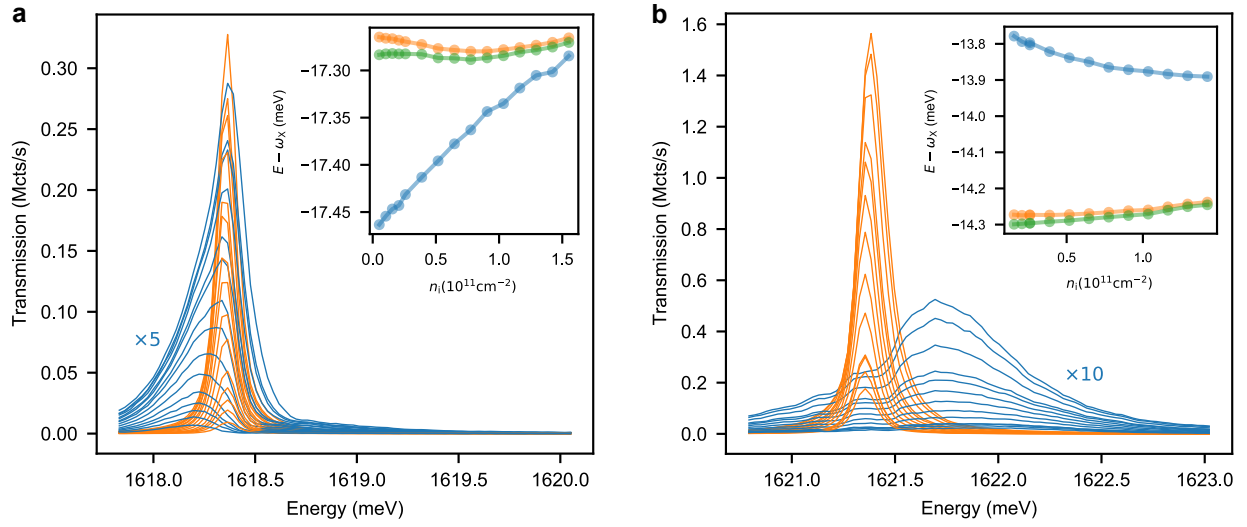 a
Transmission (Mcts/s)
0.30
0.25
0.20
0.15
0.10
0.05
0.00
×5
1618.0 1618.5 1619.0 1619.5 1620.0
Energy (meV)
E − ωX (meV)
−17.30
−17.35
−17.40
−17.45
0.0 0.5 1.0 1.5
ni(10¹¹cm⁻²)
b
Transmission (Mcts/s)
1.6
1.4
1.2
1.0
0.8
0.6
0.4
0.2
0.0
×10
1621.0 1621.5 1622.0 1622.5 1623.0
Energy (meV)
E − ωX (meV)
−13.8
−13.9
−14.0
−14.1
−14.2
−14.3
0.5 1.0
ni(10¹¹cm⁻²)